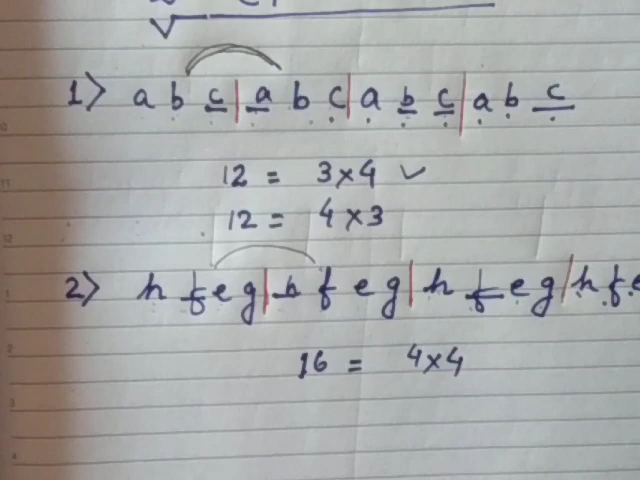 1> a b c | a b c | a b c | a b c
12 = 3×4 ✓
12 = 4×3
2> h f e g | h f e g | h f e g | h f e
16 = 4×4